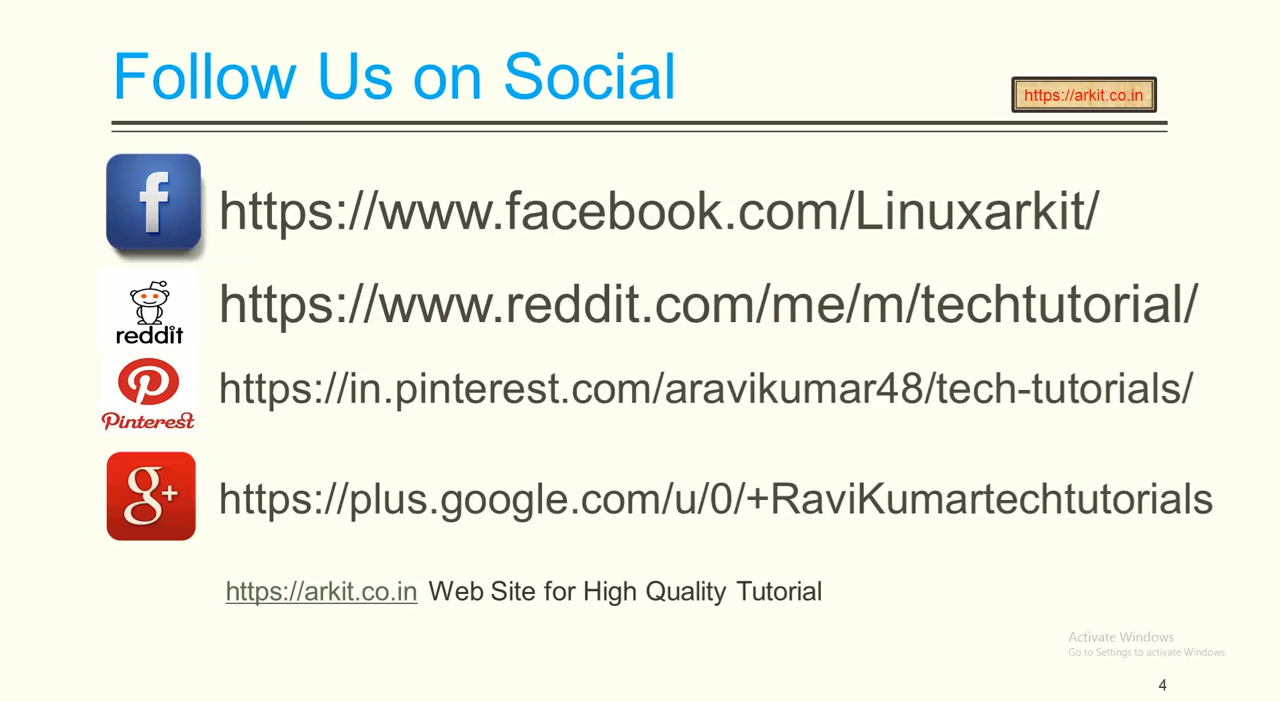 Follow Us on Social
https://arkit.co.in
f
https://www.facebook.com/Linuxarkit/
reddit
https://www.reddit.com/me/m/techtutorial/
P
Pinterest
https://in.pinterest.com/aravikumar48/tech-tutorials/
g+
https://plus.google.com/u/0/+RaviKumartechtutorials
https://arkit.co.in Web Site for High Quality Tutorial
Activate Windows
Go to Settings to activate Windows.
4